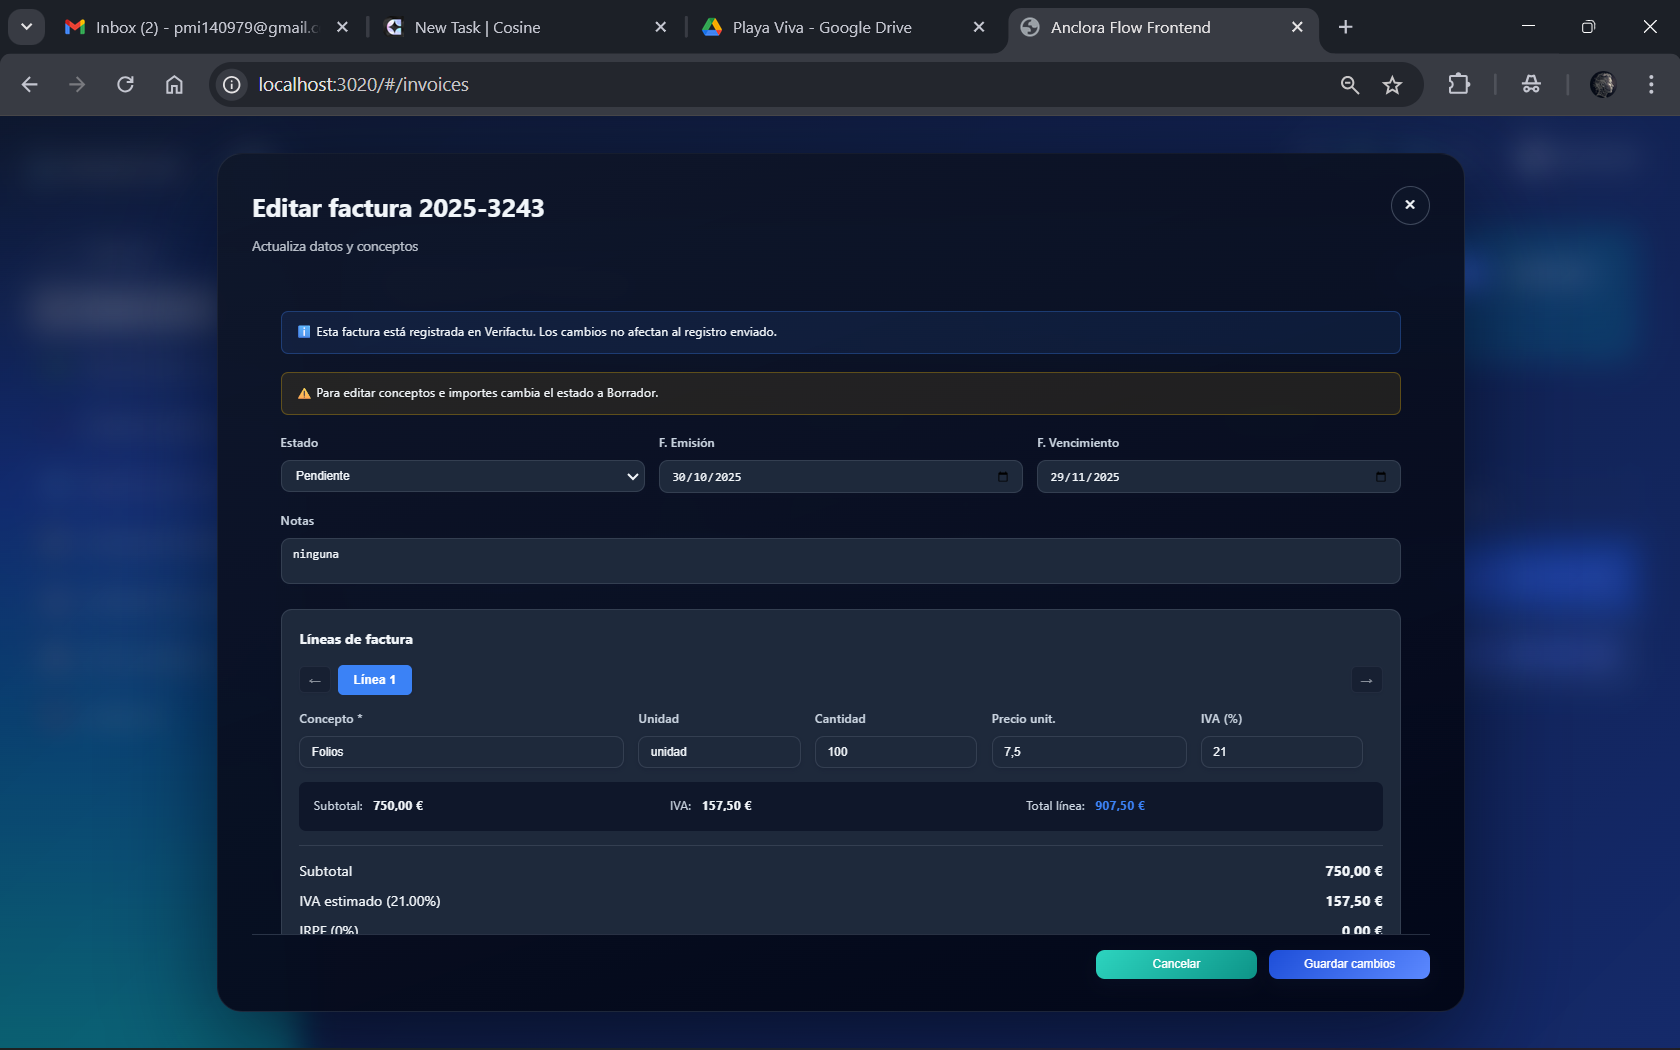 Inbox (2) - pmi140979@gmail.c
New Task | Cosine
Playa Viva - Google Drive
Anclora Flow Frontend
localhost:3020/#/invoices
Editar factura 2025-3243
Actualiza datos y conceptos
Esta factura está registrada en Verifactu. Los cambios no afectan al registro enviado.
Para editar conceptos e importes cambia el estado a Borrador.
Estado F. Emisión F. Vencimiento
Pendiente 30/10/2025 29/11/2025
Notas
ninguna
Líneas de factura
← Línea 1 →
Concepto * Unidad Cantidad Precio unit. IVA (%)
Folios unidad 100 7,5 21
Subtotal: 750,00 € IVA: 157,50 € Total línea: 907,50 €
Subtotal 750,00 €
IVA estimado (21.00%) 157,50 €
IRPF (0%) 0,00 €
Cancelar Guardar cambios